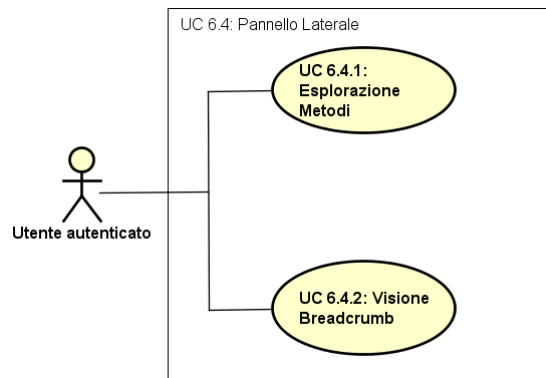 UC 6.4: Pannello Laterale
UC 6.4.1:
Esplorazione
Metodi
Utente autenticato
UC 6.4.2: Visione
Breadcrumb